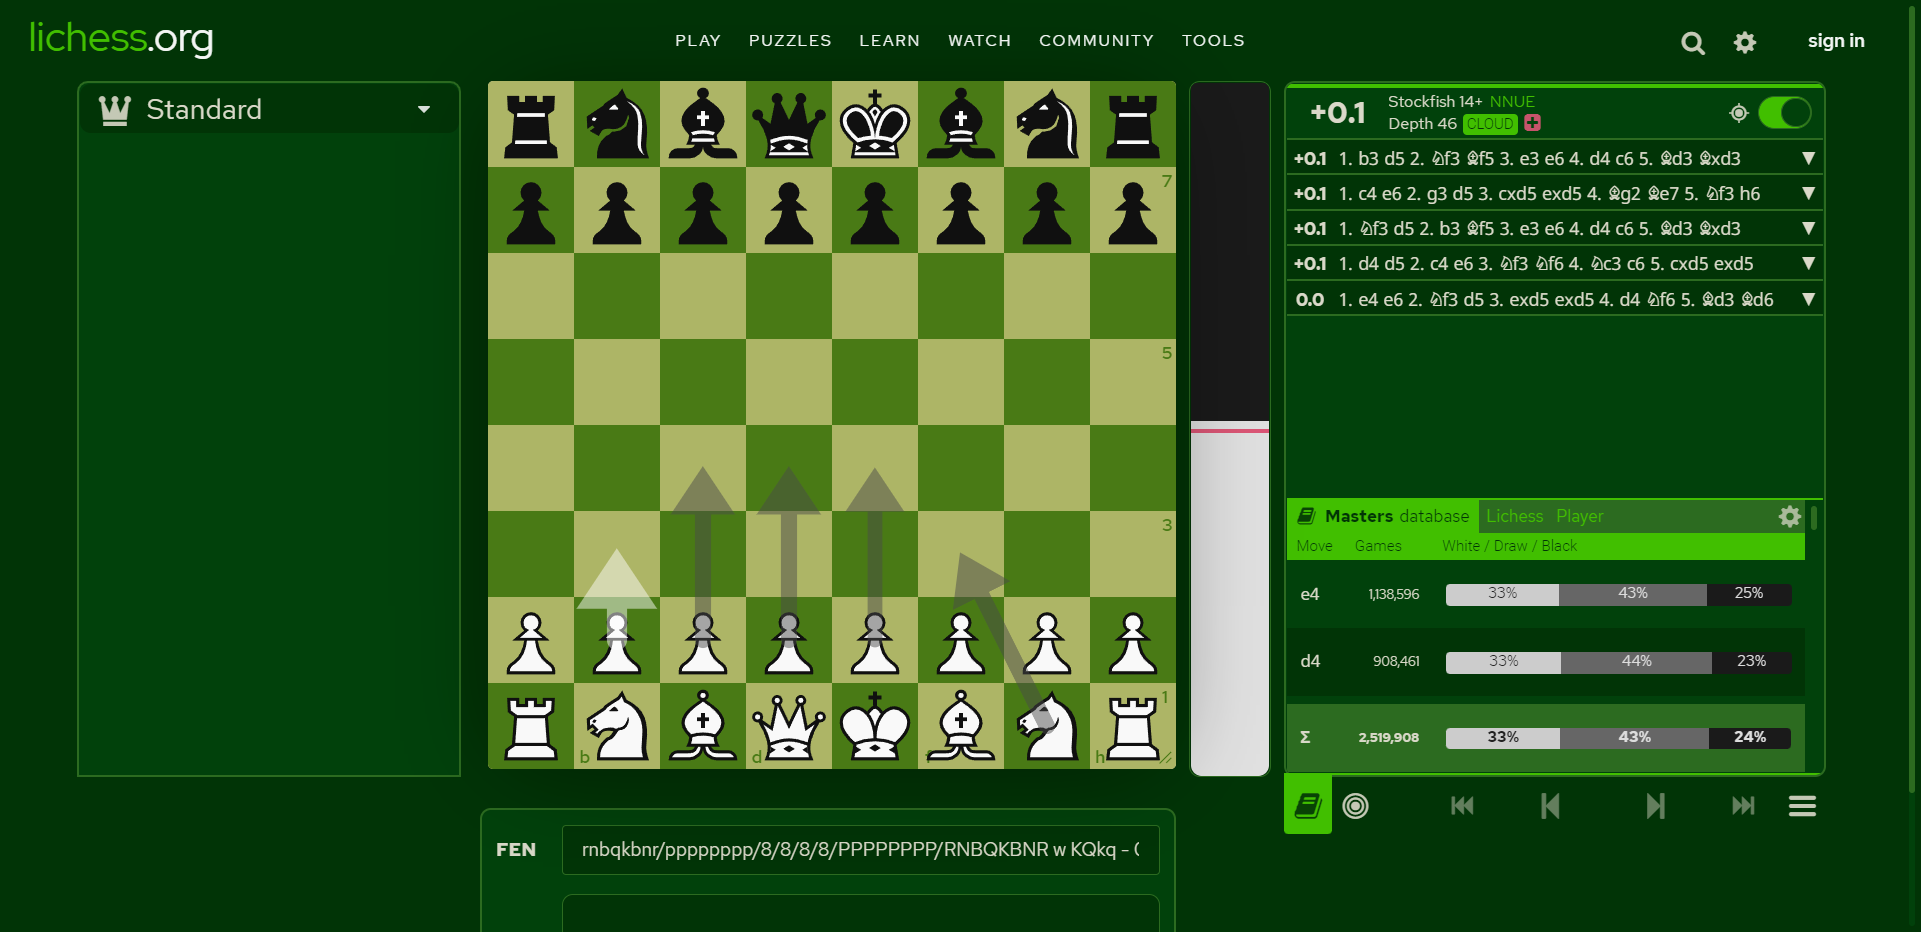 lichess.org
PLAY PUZZLES LEARN WATCH COMMUNITY TOOLS
sign in
Standard
7
5
3
1
b
d
f
h
FEN
rnbqkbnr/pppppppp/8/8/8/8/PPPPPPPP/RNBQKBNR w KQkq -
+0.1
Stockfish 14+ NNUE
Depth 46 CLOUD
+0.1 1. b3 d5 2. ♘f3 ♗f5 3. e3 e6 4. d4 c6 5. ♗d3 ♗xd3
+0.1 1. c4 e6 2. g3 d5 3. cxd5 exd5 4. ♗g2 ♗e7 5. ♘f3 h6
+0.1 1. ♘f3 d5 2. b3 ♗f5 3. e3 e6 4. d4 c6 5. ♗d3 ♗xd3
+0.1 1. d4 d5 2. c4 e6 3. ♘f3 ♘f6 4. ♘c3 c6 5. cxd5 exd5
0.0 1. e4 e6 2. ♘f3 d5 3. exd5 exd5 4. d4 ♘f6 5. ♗d3 ♗d6
Masters database Lichess Player
Move Games White / Draw / Black
e4 1,138,596 33% 43% 25%
d4 908,461 33% 44% 23%
Σ 2,519,908 33% 43% 24%